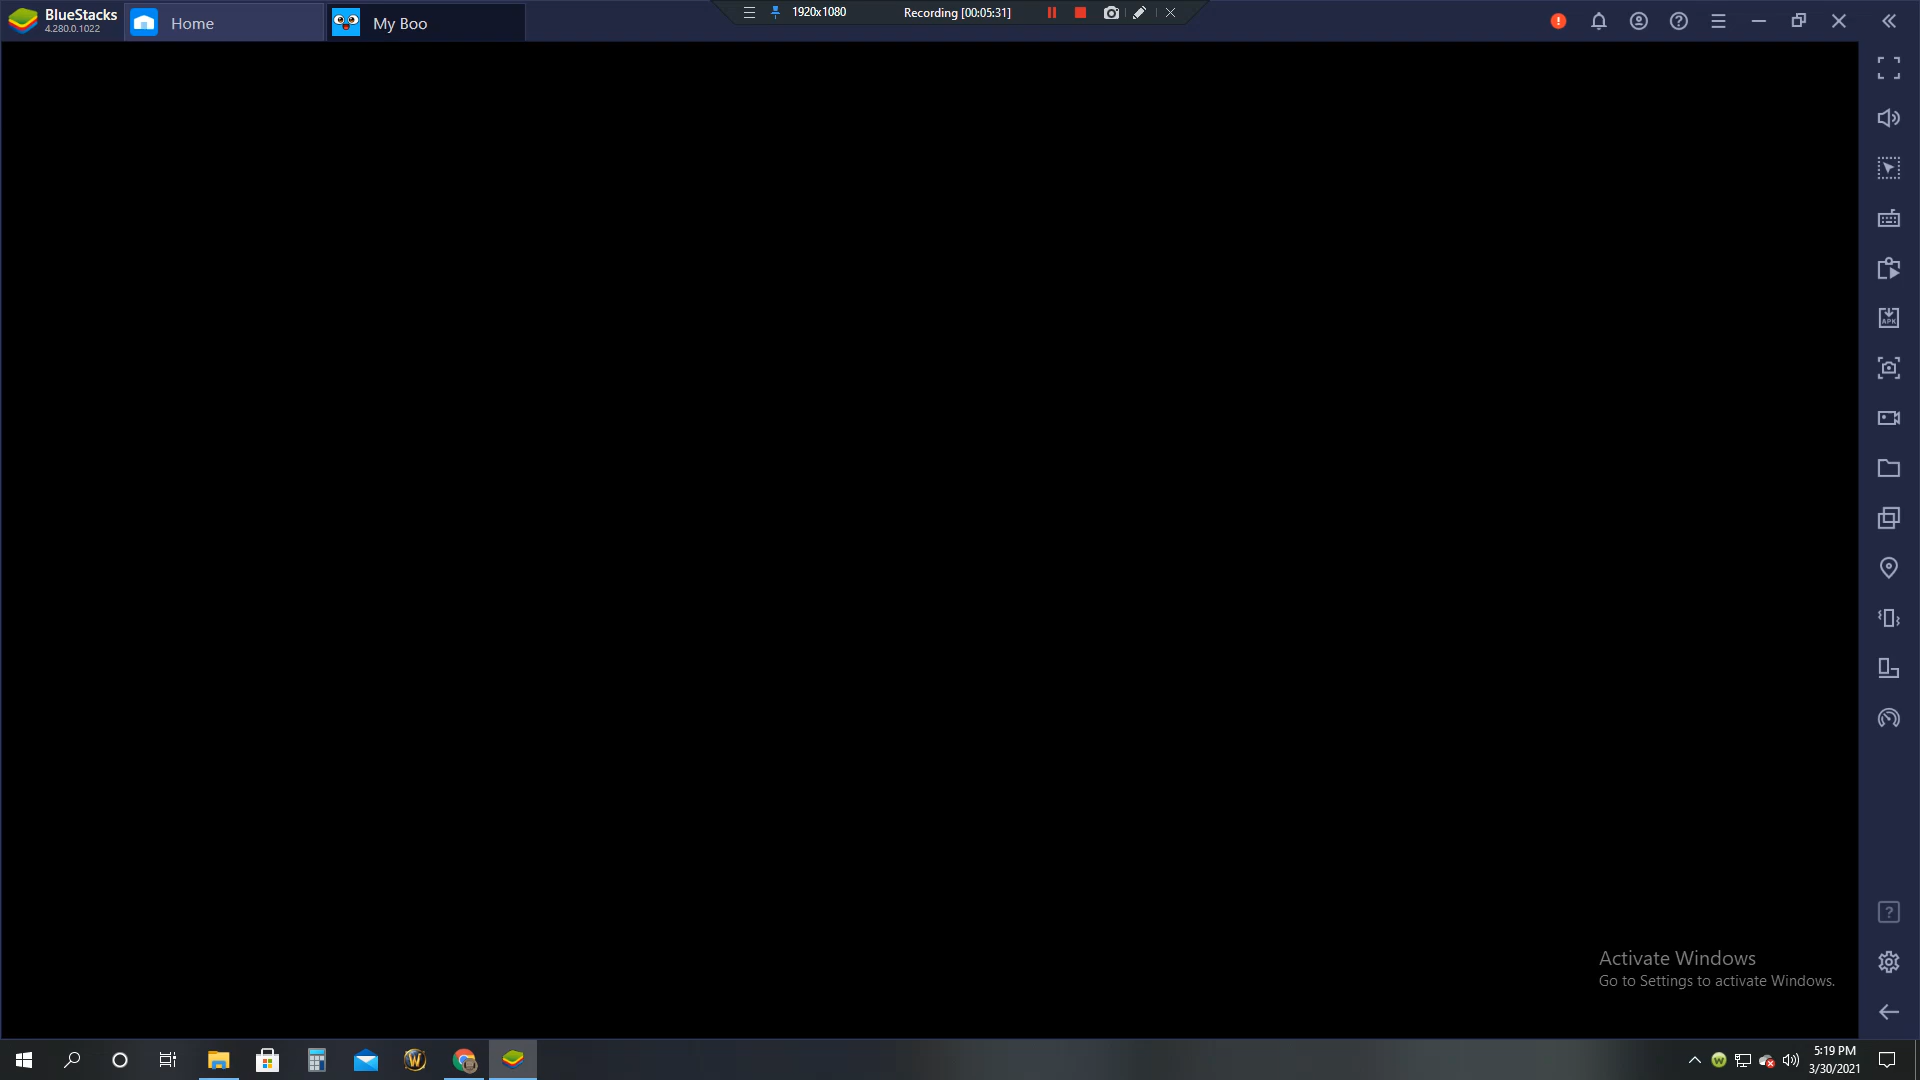 BlueStacks
4.280.0.1022
Home
My Boo
1920x1080
Recording [00:05:31]
APK
Activate Windows
Go to Settings to activate Windows.
5:19 PM
3/30/2021